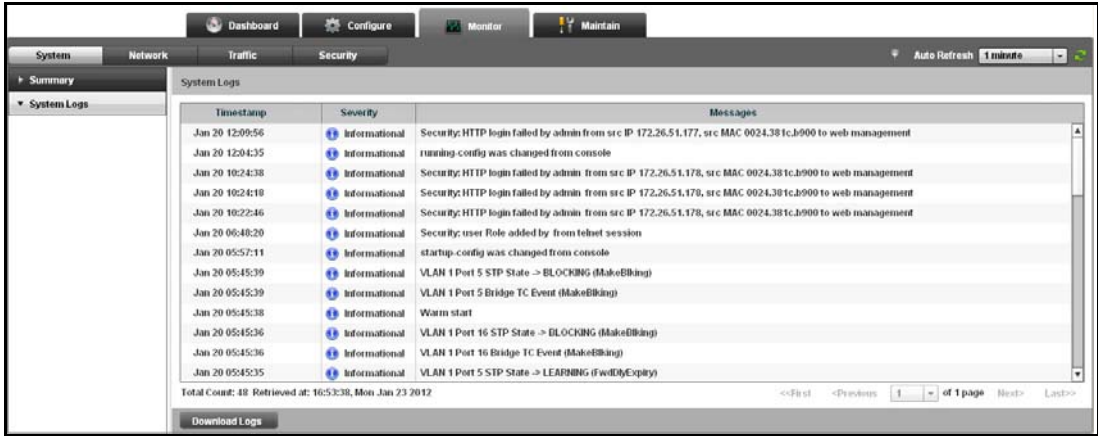 Dashboard Configure Monitor Maintain
System Network Traffic Security Auto Refresh 1 minute
Summary
System Logs
System Logs
Timestamp Severity Messages
Jan 20 12:09:56 Informational Security: HTTP login failed by admin from src IP 172.26.51.177, src MAC 0024.381c.b900 to web management
Jan 20 12:04:35 Informational running-config was changed from console
Jan 20 10:24:38 Informational Security: HTTP login failed by admin from src IP 172.26.51.178, src MAC 0024.381c.b900 to web management
Jan 20 10:24:18 Informational Security: HTTP login failed by admin from src IP 172.26.51.178, src MAC 0024.381c.b900 to web management
Jan 20 10:22:46 Informational Security: HTTP login failed by admin from src IP 172.26.51.178, src MAC 0024.381c.b900 to web management
Jan 20 06:48:20 Informational Security: user Role added by from telnet session
Jan 20 05:57:11 Informational startup-config was changed from console
Jan 20 05:45:39 Informational VLAN 1 Port 5 STP State -> BLOCKING (MakeBlking)
Jan 20 05:45:39 Informational VLAN 1 Port 5 Bridge TC Event (MakeBlking)
Jan 20 05:45:38 Informational Warm start
Jan 20 05:45:36 Informational VLAN 1 Port 16 STP State -> BLOCKING (MakeBlking)
Jan 20 05:45:36 Informational VLAN 1 Port 16 Bridge TC Event (MakeBlking)
Jan 20 05:45:35 Informational VLAN 1 Port 5 STP State -> LEARNING (FwdDlyExpiry)
Total Count: 48 Retrieved at: 16:53:38, Mon Jan 23 2012 <<First <Previous 1 of 1 page Next> Last>>
Download Logs